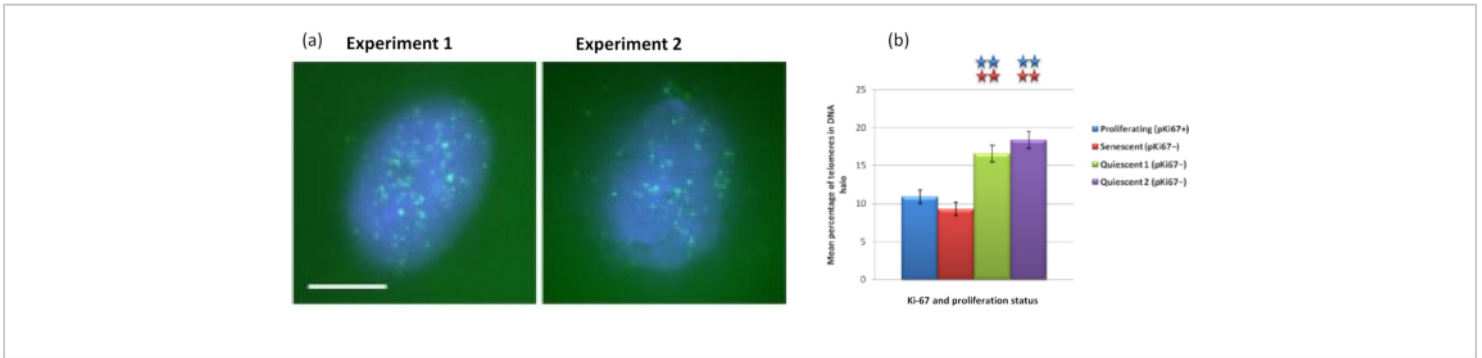 (a) Experiment 1 Experiment 2
(b)
25
20
15
10
5
0
Mean percentage of telomeres in DNA
halo
Ki-67 and proliferation status
Proliferating (pKi67+)
Senescent (pKi67−)
Quiescent 1 (pKi67−)
Quiescent 2 (pKi67−)